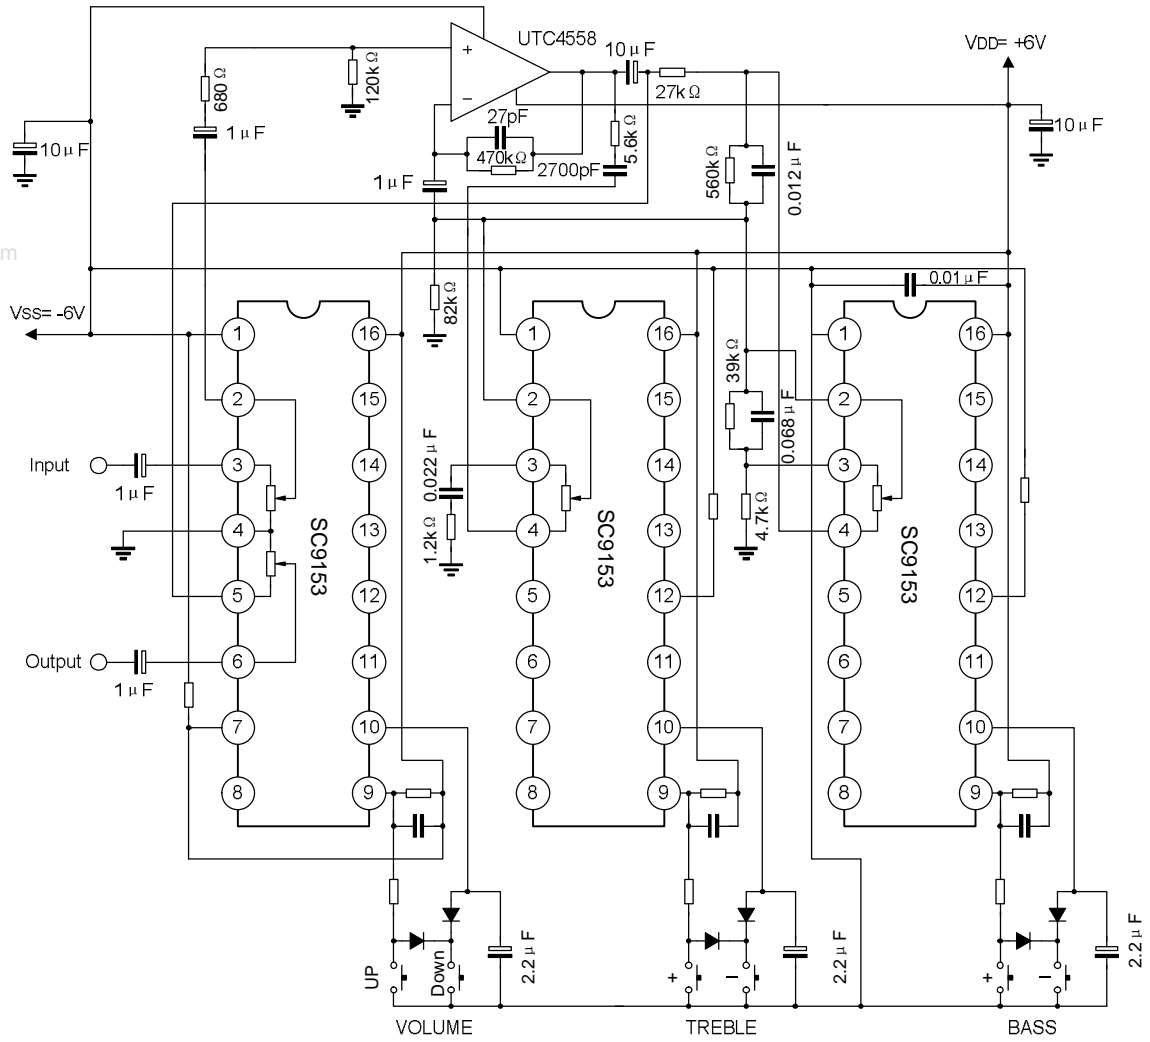 UTC4558
10μF
VDD= +6V
680Ω
120kΩ
27kΩ
1μF
27pF
470kΩ
5.6kΩ
2700pF
10μF
10μF
1μF
560kΩ
0.012μF
m
0.01μF
VSS= -6V
82kΩ
39kΩ
0.068μF
4.7kΩ
Input
1μF
0.022μF
1.2kΩ
Output
1μF
1
2
3
4
5
6
7
8
16
15
14
13
12
11
10
9
SC9153
1
2
3
4
5
6
7
8
16
15
14
13
12
11
10
9
SC9153
1
2
3
4
5
6
7
8
16
15
14
13
12
11
10
9
SC9153
UP
Down
2.2μF
+
−
2.2μF
+
−
2.2μF
VOLUME
TREBLE
BASS
+
−